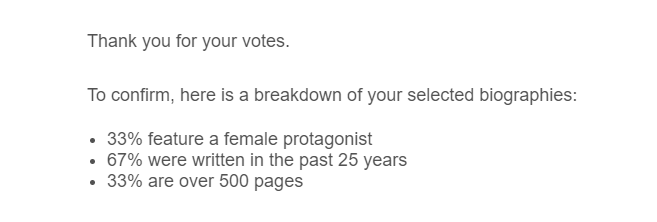 Thank you for your votes.
To confirm, here is a breakdown of your selected biographies:
• 33% feature a female protagonist
• 67% were written in the past 25 years
• 33% are over 500 pages